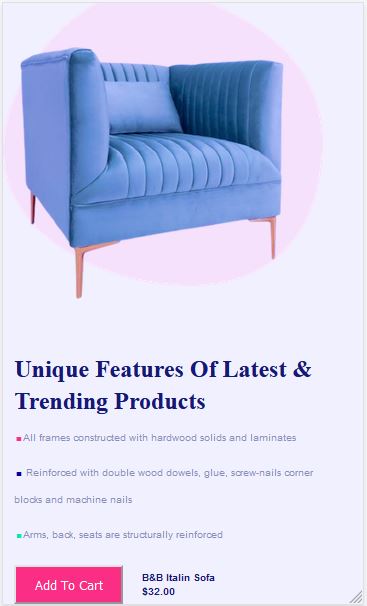 Unique Features Of Latest &
Trending Products
All frames constructed with hardwood solids and laminates
Reinforced with double wood dowels, glue, screw-nails corner
blocks and machine nails
Arms, back, seats are structurally reinforced
Add To Cart
B&B Italin Sofa
$32.00